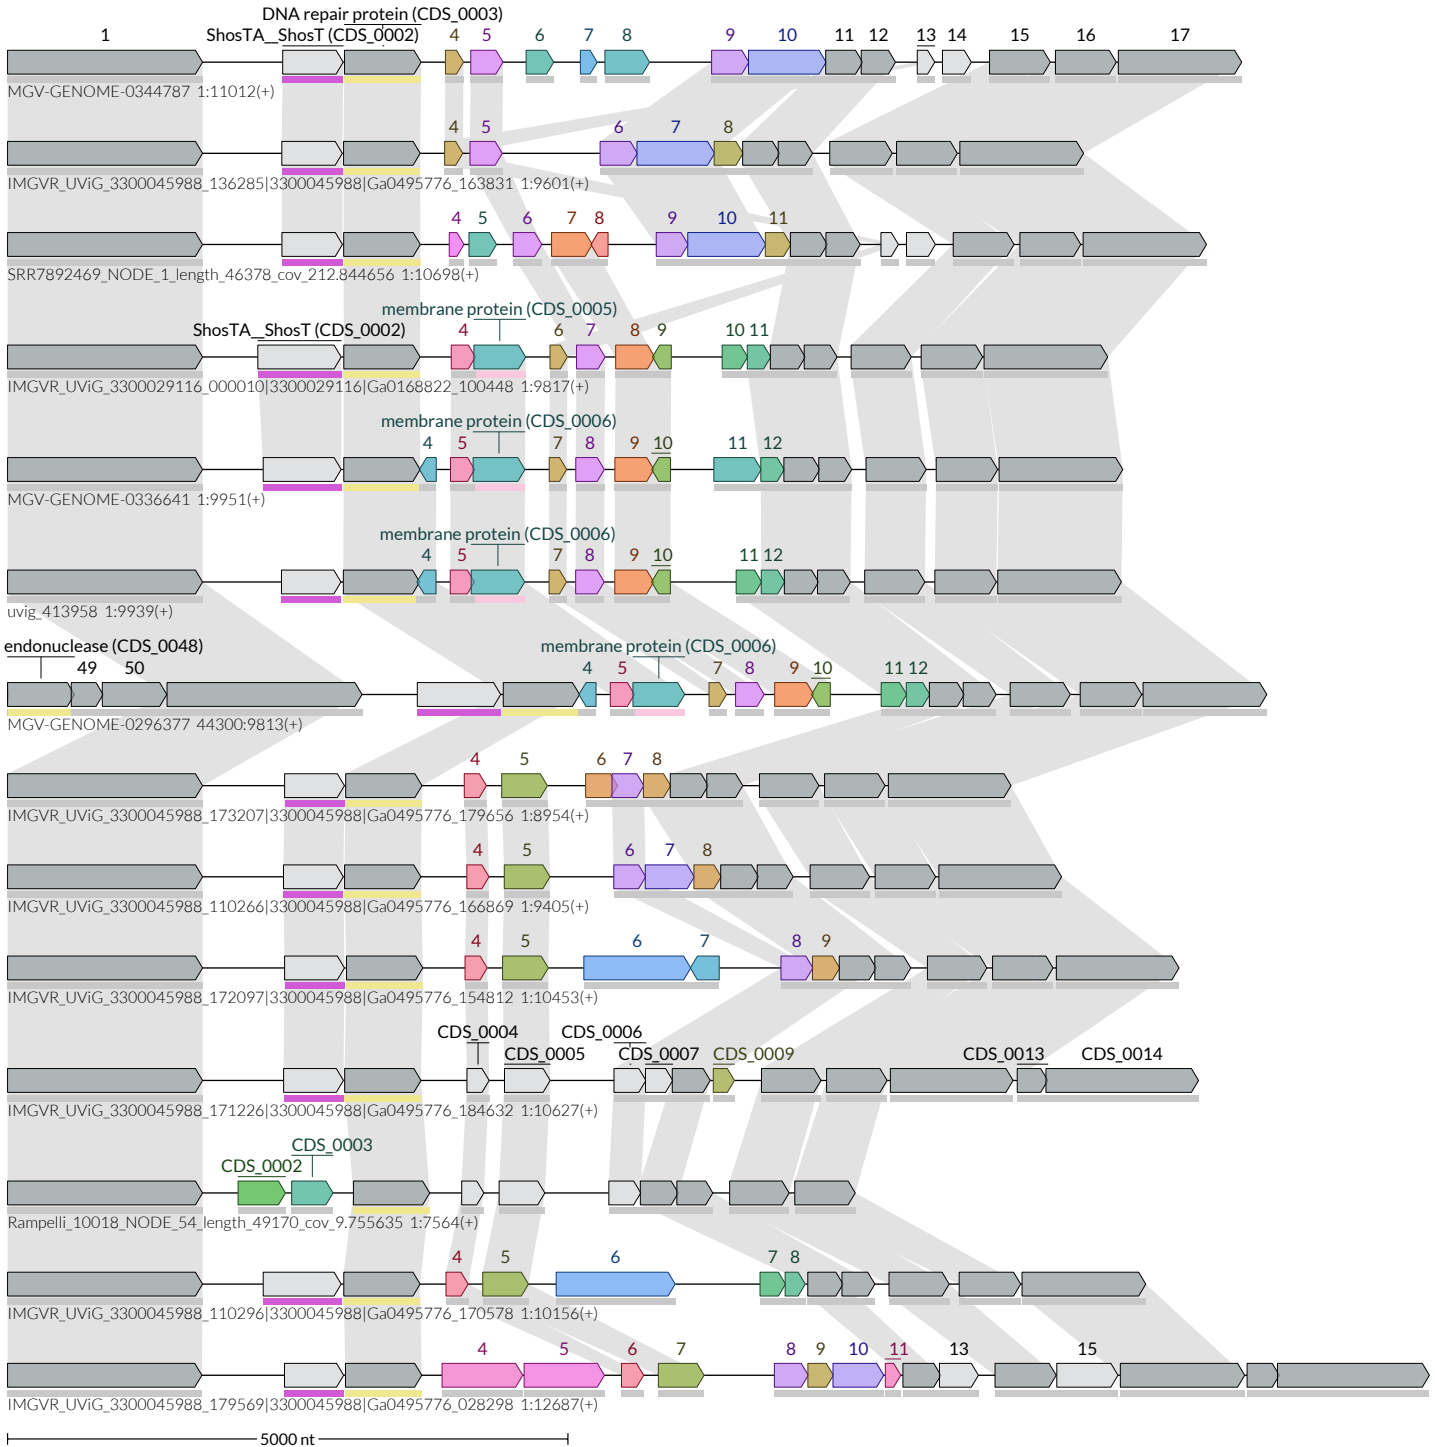 DNA repair protein (CDS_0003)
1 ShosTA__ShosT (CDS_0002) 4 5 6 7 8 9 10 11 12 13 14 15 16 17
MGV-GENOME-0344787 1:11012(+)
4 5 6 7 8
IMGVR_UViG_3300045988_136285|3300045988|Ga0495776_163831 1:9601(+)
4 5 6 7 8 9 10 11
SRR7892469_NODE_1_length_46378_cov_212.844656 1:10698(+)
membrane protein (CDS_0005)
ShosTA__ShosT (CDS_0002) 4 6 7 8 9 10 11
IMGVR_UViG_3300029116_000010|3300029116|Ga0168822_100448 1:9817(+)
membrane protein (CDS_0006)
4 5 7 8 9 10 11 12
MGV-GENOME-0336641 1:9951(+)
membrane protein (CDS_0006)
4 5 7 8 9 10 11 12
uvig_413958 1:9939(+)
endonuclease (CDS_0048) membrane protein (CDS_0006)
49 50 4 5 7 8 9 10 11 12
MGV-GENOME-0296377 44300:9813(+)
4 5 6 7 8
IMGVR_UViG_3300045988_173207|3300045988|Ga0495776_179656 1:8954(+)
4 5 6 7 8
IMGVR_UViG_3300045988_110266|3300045988|Ga0495776_166869 1:9405(+)
4 5 6 7 8 9
IMGVR_UViG_3300045988_172097|3300045988|Ga0495776_154812 1:10453(+)
CDS_0004 CDS_0006
CDS_0005 CDS_0007 CDS_0009 CDS_0013 CDS_0014
IMGVR_UViG_3300045988_171226|3300045988|Ga0495776_184632 1:10627(+)
CDS_0003
CDS_0002
Rampelli_10018_NODE_54_length_49170_cov_9.755635 1:7564(+)
4 5 6 7 8
IMGVR_UViG_3300045988_110296|3300045988|Ga0495776_170578 1:10156(+)
4 5 6 7 8 9 10 11 13 15
IMGVR_UViG_3300045988_179569|3300045988|Ga0495776_028298 1:12687(+)
5000 nt